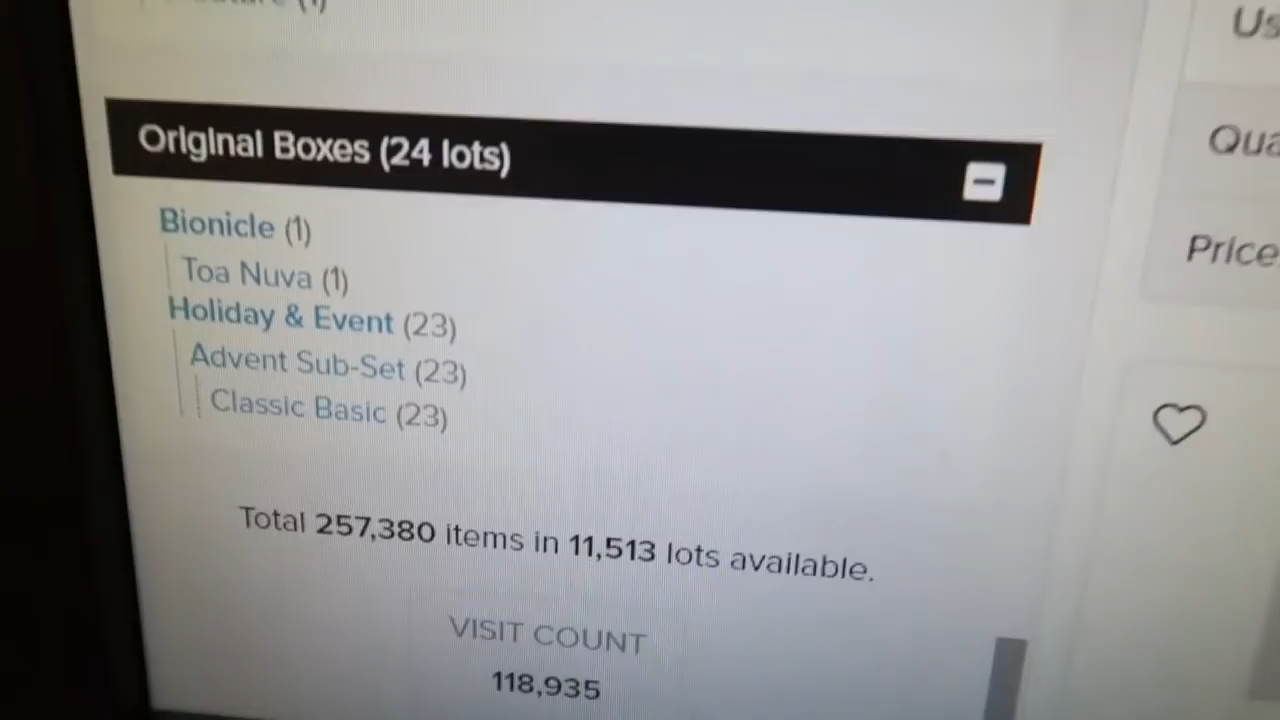 Original Boxes (24 lots)
Bionicle (1)
Toa Nuva (1)
Holiday & Event (23)
Advent Sub-Set (23)
Classic Basic (23)
Total 257,380 items in 11,513 lots available.
VISIT COUNT
118,935
Price